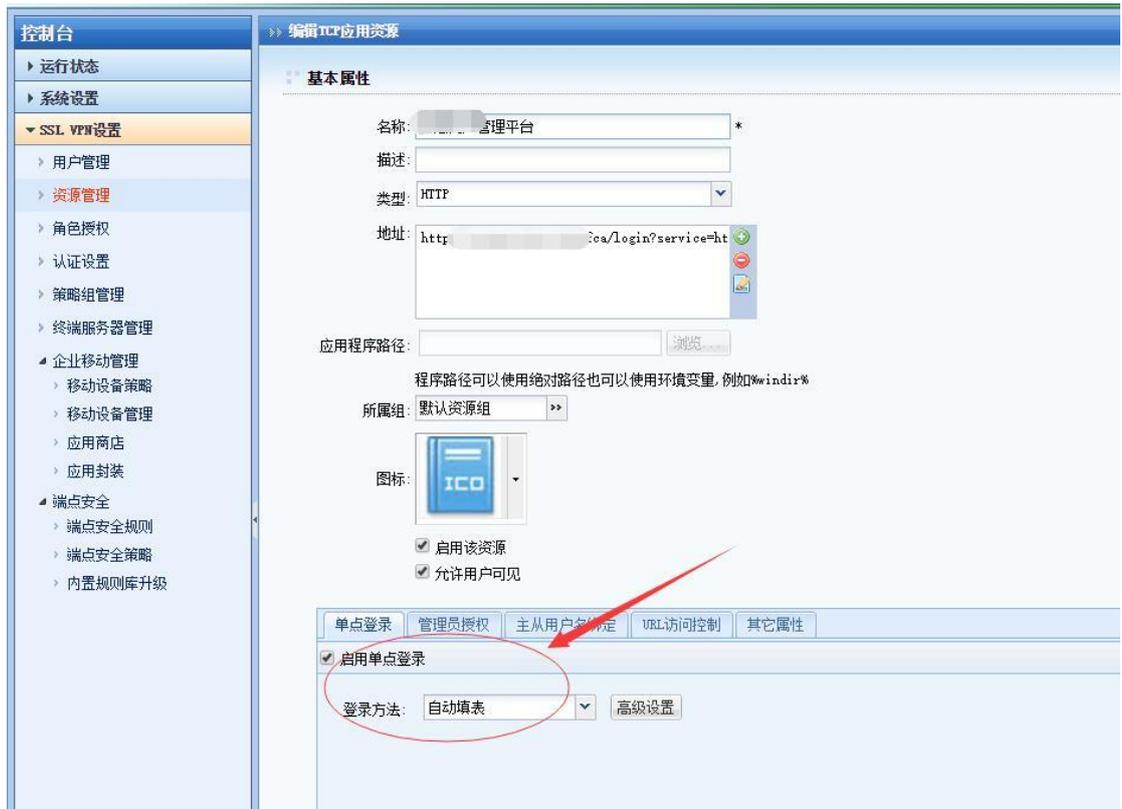 控制台
运行状态
系统设置
SSL VPN设置
用户管理
资源管理
角色授权
认证设置
策略组管理
终端服务器管理
企业移动管理
移动设备策略
移动设备管理
应用商店
应用封装
端点安全
端点安全规则
端点安全策略
内置规则库升级
编辑TCP应用资源
基本属性
名称: 管理平台 *
描述:
类型: HTTP
地址: http ca/login?service=ht
应用程序路径: 浏览...
程序路径可以使用绝对路径也可以使用环境变量,例如%windir%
所属组: 默认资源组 >>
图标: ICO
启用该资源
允许用户可见
单点登录 管理员授权 主从用户名绑定 URL访问控制 其它属性
启用单点登录
登录方法: 自动填表 高级设置